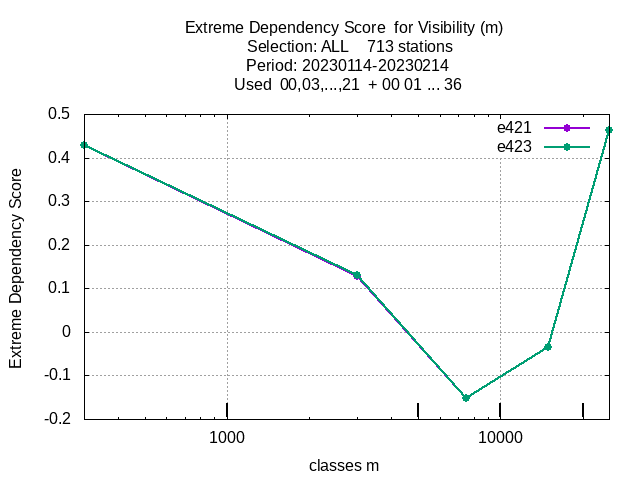 Extreme Dependency Score  for Visibility (m)
Selection: ALL    713 stations
Period: 20230114-20230214
Used  00,03,...,21  + 00 01 ... 36
e421
e423
Extreme Dependency Score
0.5
0.4
0.3
0.2
0.1
0
-0.1
-0.2
1000
10000
classes m